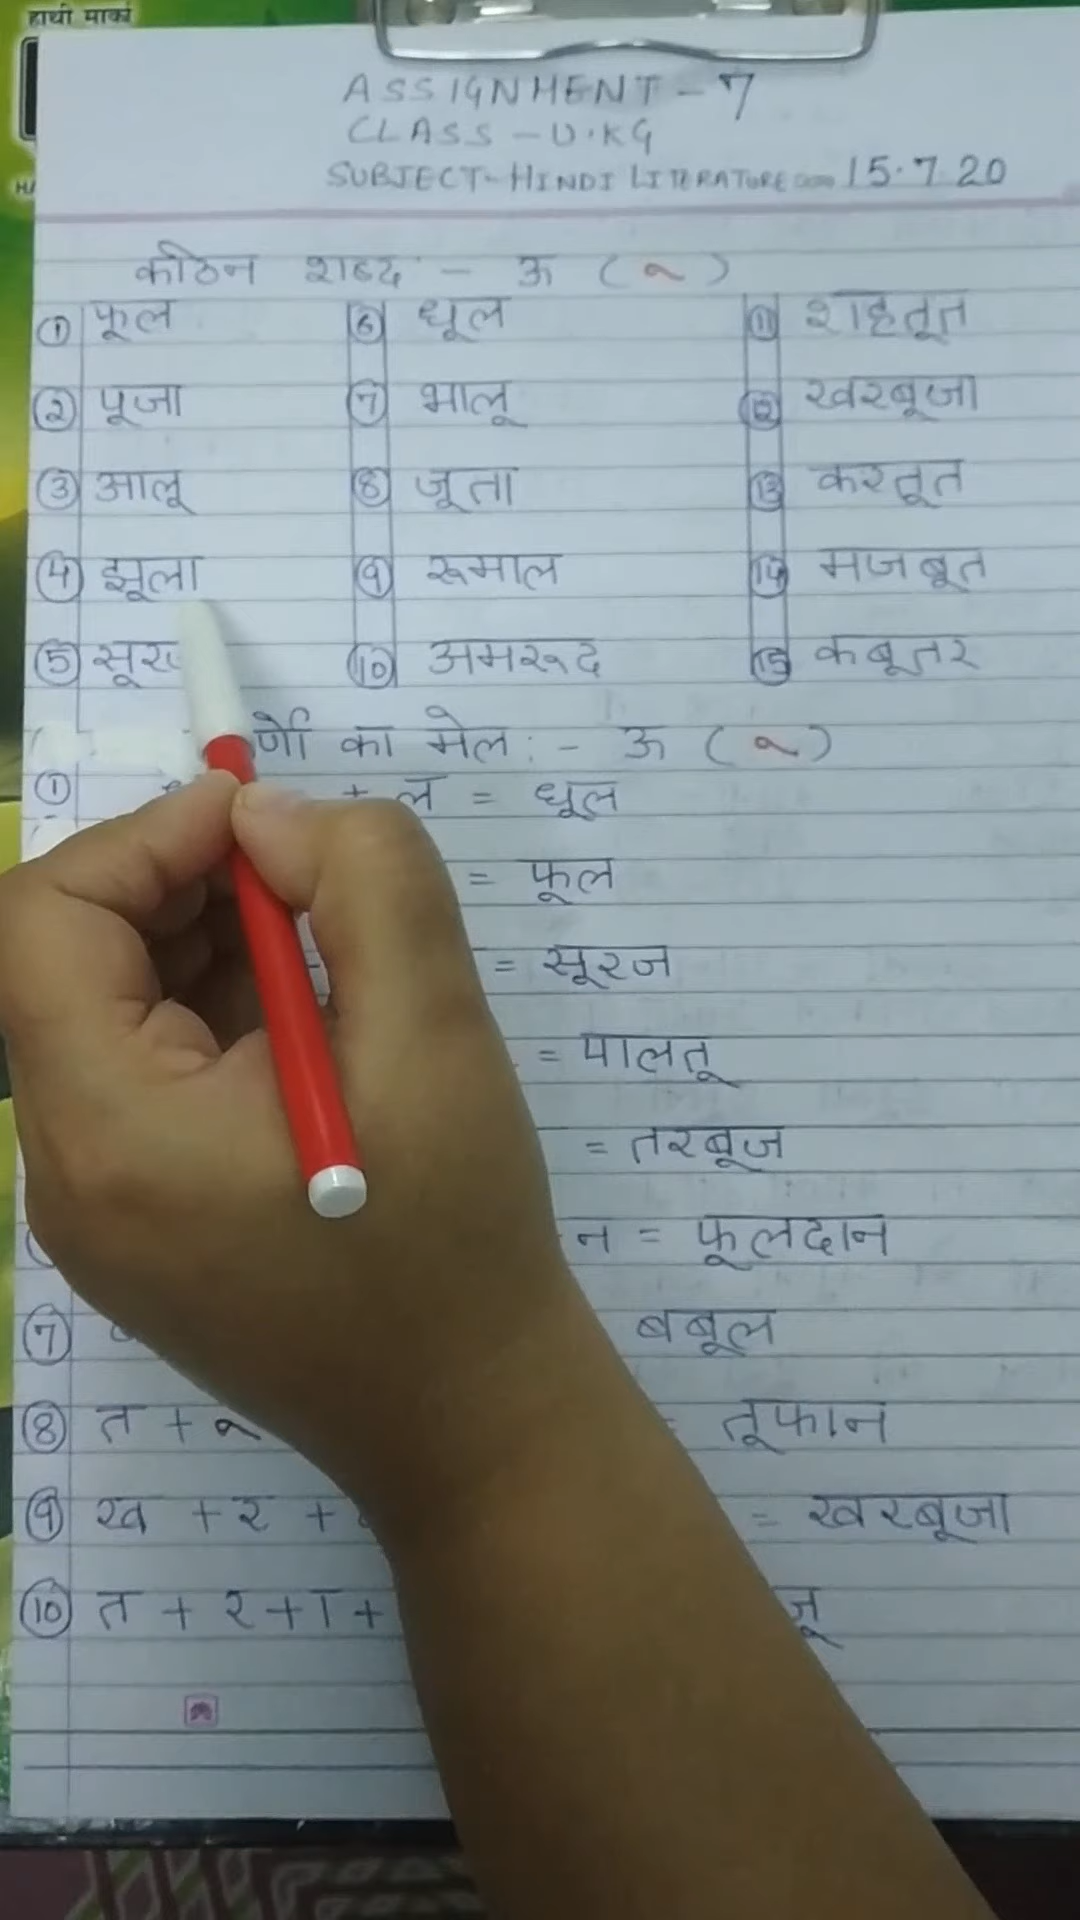 हाथी मार्का
ASSIGNMENT - 7
CLASS - U.KG
SUBJECT - HINDI LITERATURE 15.7.20
कठिन शब्द - ऊ ( ू )
① फूल ⑥ धूल ⑪ शहतूत
② पूजा ⑦ भालू ⑫ खरबूजा
③ आलू ⑧ जूता ⑬ करतूत
④ झूला ⑨ रूमाल ⑭ मजबूत
⑤ सूर ⑩ अमरूद ⑮ कबूतर
का मेल :- ऊ ( ू )
① + ल = धूल
= फूल
= सूरज
= पालतू
= तरबूज
न = फूलदान
⑦ बबूल
⑧ त + ू = तूफान
⑨ ख + र + = खरबूजा
⑩ त + र + ा + जू